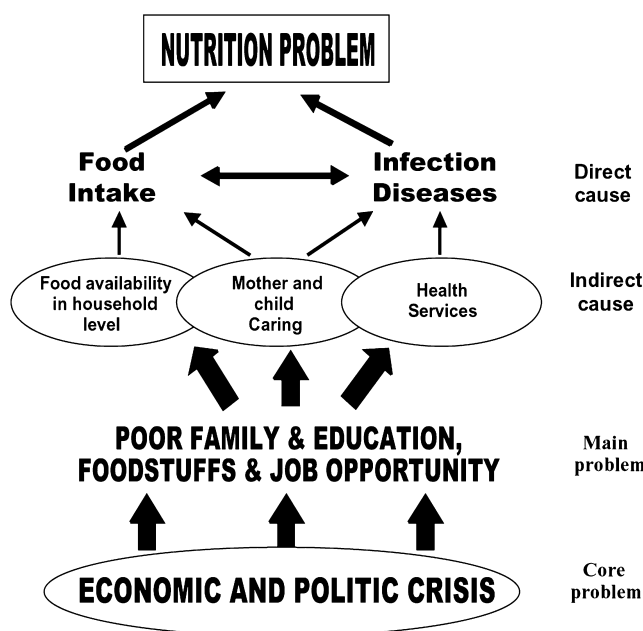 NUTRITION PROBLEM
Food
Intake
Infection
Diseases
Direct
cause
Food availability
in household
level
Mother and
child
Caring
Health
Services
Indirect
cause
POOR FAMILY & EDUCATION,
FOODSTUFFS & JOB OPPORTUNITY
Main
problem
ECONOMIC AND POLITIC CRISIS
Core
problem